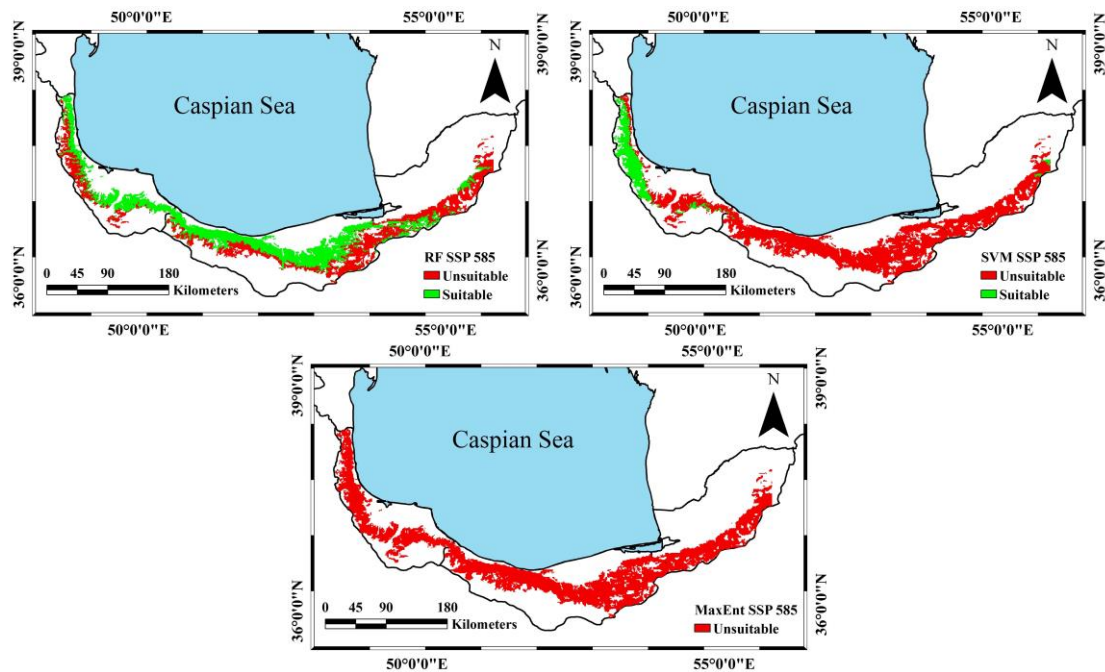 50°0'0"E 55°0'0"E
39°0'0"N
39°0'0"N
N
Caspian Sea
RF SSP 585
Unsuitable
Suitable
0 45 90 180
Kilometers
36°0'0"N
36°0'0"N
50°0'0"E 55°0'0"E
50°0'0"E 55°0'0"E
39°0'0"N
39°0'0"N
N
Caspian Sea
SVM SSP 585
Unsuitable
Suitable
0 45 90 180
Kilometers
36°0'0"N
36°0'0"N
50°0'0"E 55°0'0"E
50°0'0"E 55°0'0"E
39°0'0"N
39°0'0"N
N
Caspian Sea
0 45 90 180
Kilometers
MaxEnt SSP 585
Unsuitable
36°0'0"N
36°0'0"N
50°0'0"E 55°0'0"E